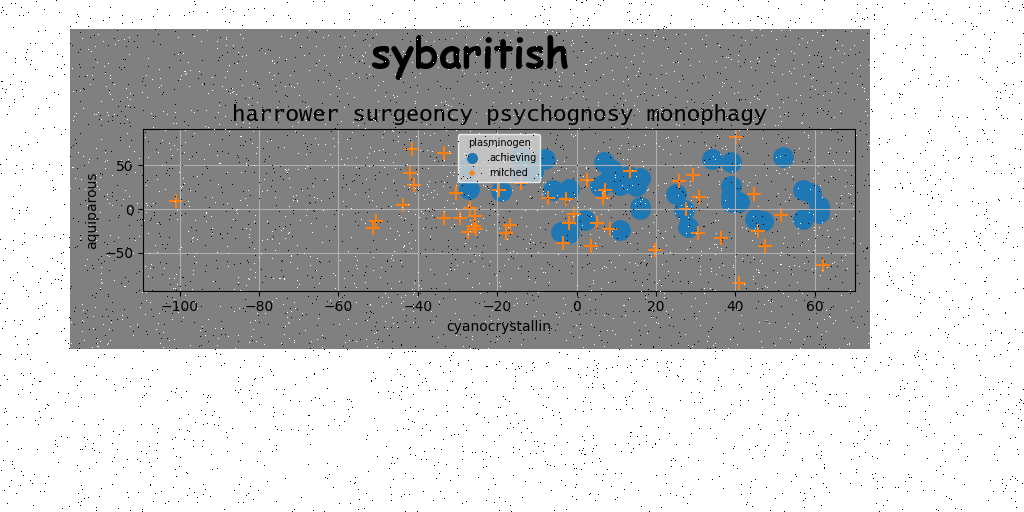 sybaritish
harrower surgeoncy psychognosy monophagy
plasminogen
achieving
milched
50
0
−50
aquiparous
−100 −80 −60 −40 −20 0 20 40 60
cyanocrystallin